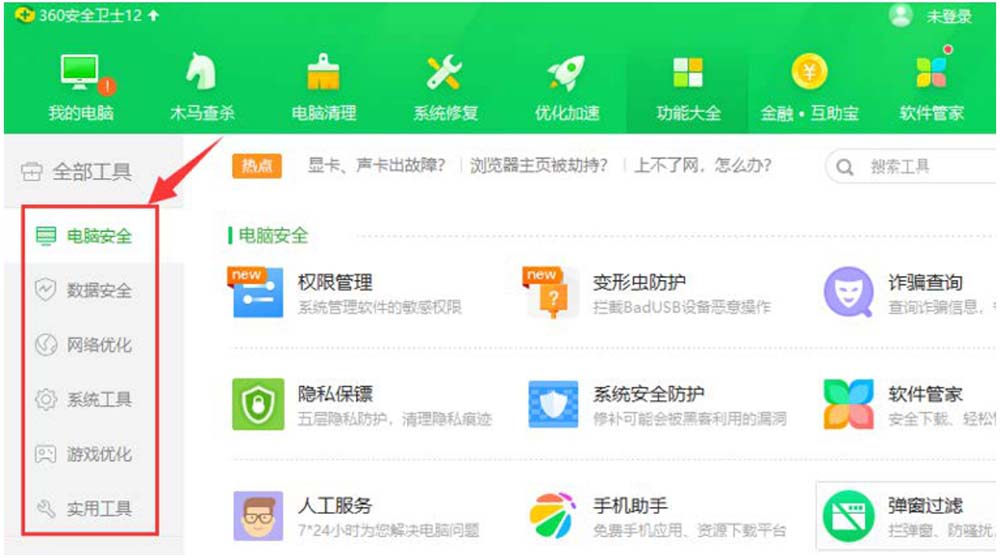 360安全卫士12
未登录
我的电脑 木马查杀 电脑清理 系统修复 优化加速 功能大全 金融・互助宝 软件管家
全部工具
热点 显卡、声卡出故障? 浏览器主页被劫持? 上不了网，怎么办? 搜索工具
电脑安全
数据安全
网络优化
系统工具
游戏优化
实用工具
电脑安全
new 权限管理
系统管理软件的敏感权限
new 变形虫防护
拦截BadUSB设备恶意操作
诈骗查询
查询诈骗信息，
隐私保镖
五层隐私防护，清理隐私痕迹
系统安全防护
修补可能会被黑客利用的漏洞
软件管家
安全下载、轻松
人工服务
7*24小时为您解决电脑问题
手机助手
免费手机应用、资源下载平台
弹窗过滤
拦弹窗、防骚扰